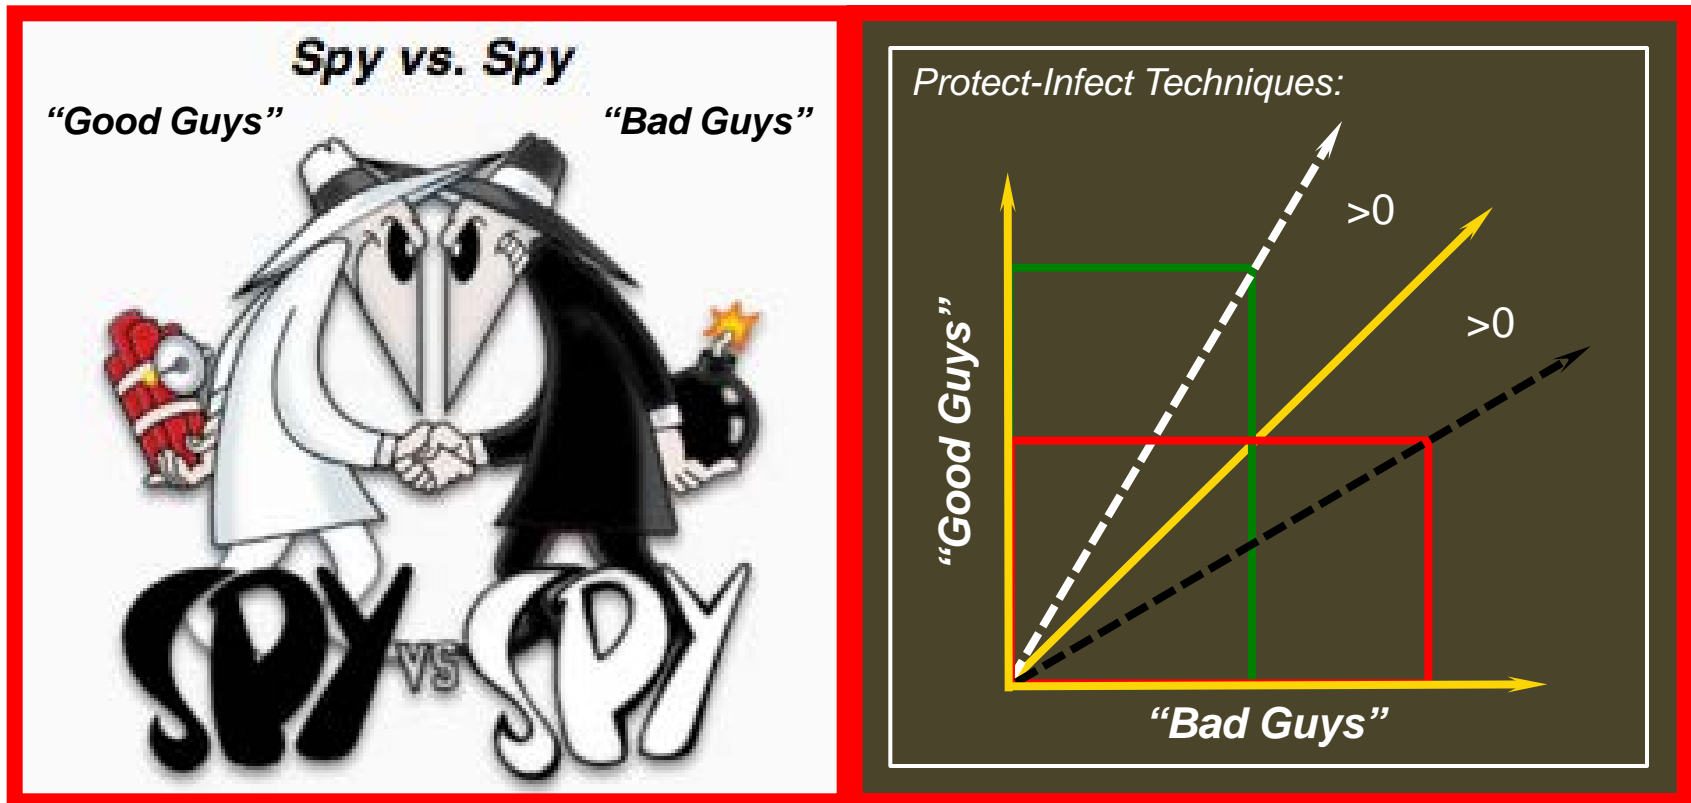 Spy vs. Spy
“Good Guys”
“Bad Guys”
SPY vs SPY
Protect-Infect Techniques:
>0
>0
“Good Guys”
“Bad Guys”